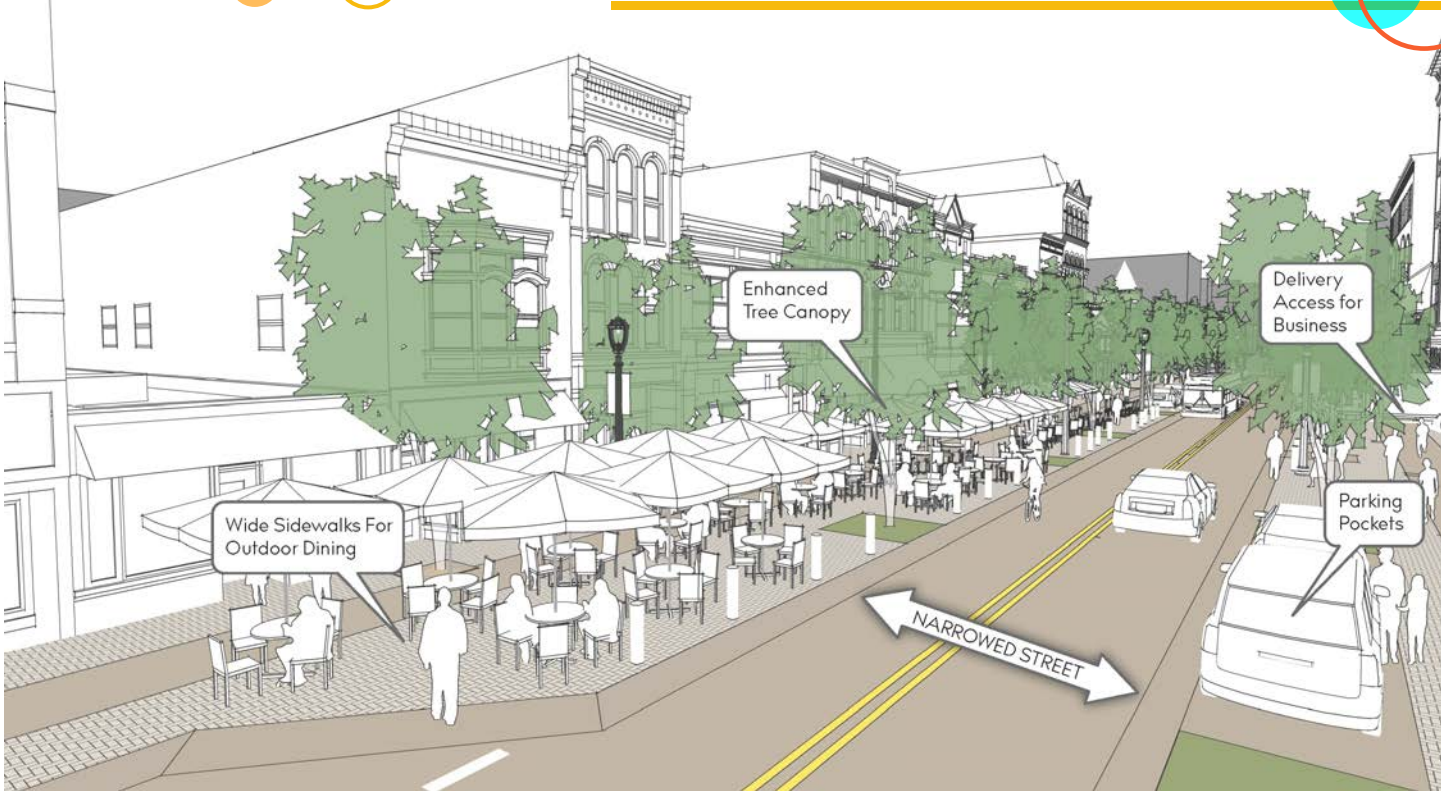 Enhanced
Tree Canopy
Delivery
Access for
Business
Wide Sidewalks For
Outdoor Dining
Parking
Pockets
NARROWED STREET